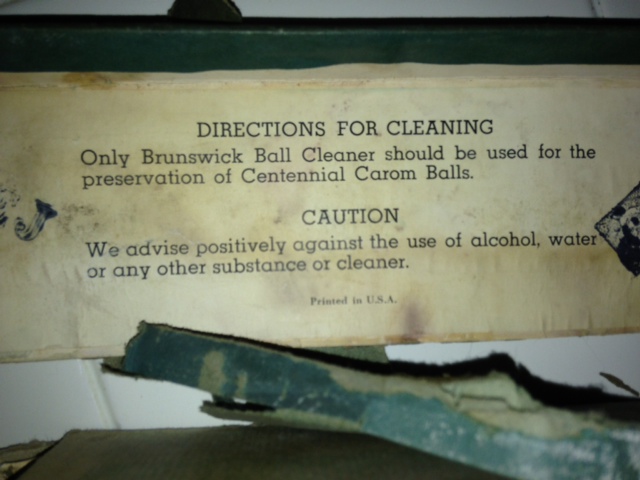 DIRECTIONS FOR CLEANING
Only Brunswick Ball Cleaner should be used for the
preservation of Centennial Carom Balls.
CAUTION
We advise positively against the use of alcohol, water
or any other substance or cleaner.
Printed in U.S.A.